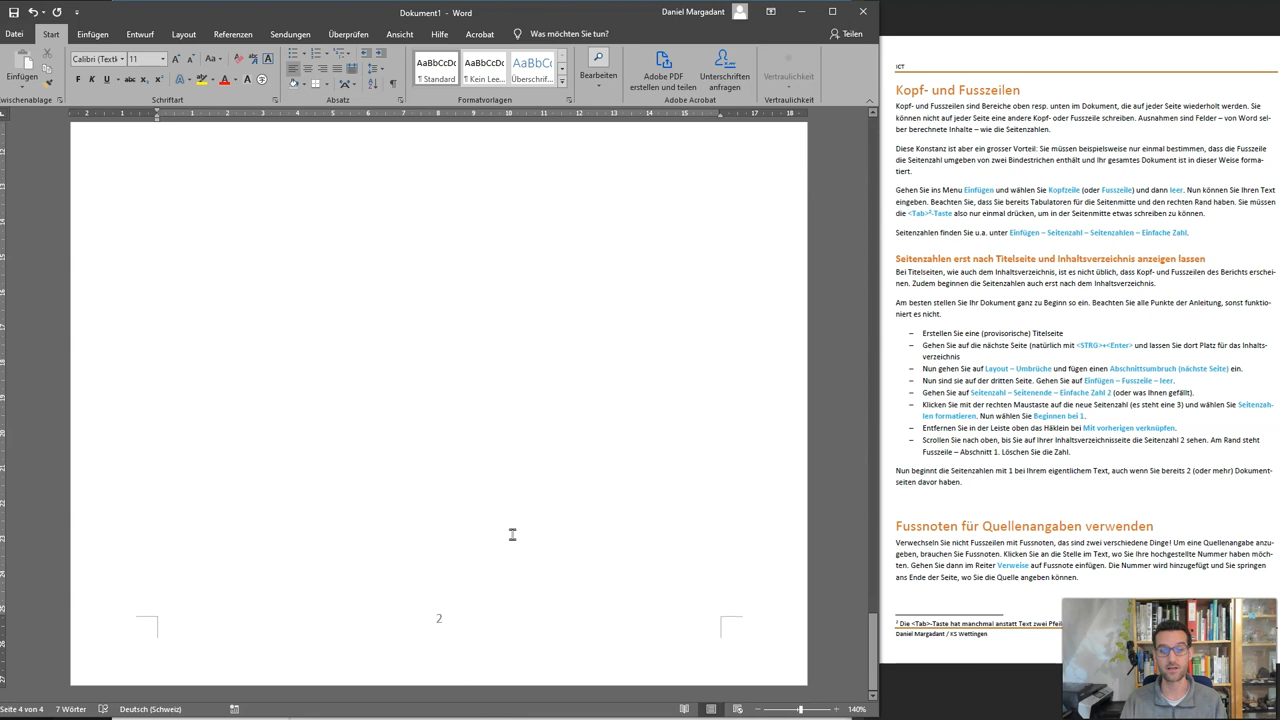 Dokument1 - Word
Daniel Margadant
Datei
Start
Einfügen
Entwurf
Layout
Referenzen
Sendungen
Überprüfen
Ansicht
Hilfe
Acrobat
Was möchten Sie tun?
Teilen
Einfügen
Calibri (Text
11
AaBbCcDc
¶ Standard
AaBbCcDc
¶ Kein Lee...
AaBbCc
Überschrif...
Bearbeiten
Adobe PDF
erstellen und teilen
Unterschriften
anfragen
Vertraulichkeit
Zwischenablage
Schriftart
Absatz
Formatvorlagen
Adobe Acrobat
Vertraulichkeit
2
Seite 4 von 4
7 Wörter
Deutsch (Schweiz)
140%
ICT
Kopf- und Fusszeilen
Kopf- und Fusszeilen sind Bereiche oben resp. unten im Dokument, die auf jeder Seite wiederholt werden. Sie
können nicht auf jeder Seite eine andere Kopf- oder Fusszeile schreiben. Ausnahmen sind Felder – von Word sel-
ber berechnete Inhalte – wie die Seitenzahlen.
Diese Konstanz ist aber ein grosser Vorteil: Sie müssen beispielsweise nur einmal bestimmen, dass die Fusszeile
die Seitenzahl umgeben von zwei Bindestrichen enthält und Ihr gesamtes Dokument ist in dieser Weise forma-
tiert.
Gehen Sie ins Menu Einfügen und wählen Sie Kopfzeile (oder Fusszeile) und dann leer. Nun können Sie Ihren Text
eingeben. Beachten Sie, dass Sie bereits Tabulatoren für die Seitenmitte und den rechten Rand haben. Sie müssen
die <Tab>²-Taste also nur einmal drücken, um in der Seitenmitte etwas schreiben zu können.
Seitenzahlen finden Sie u.a. unter Einfügen – Seitenzahl – Seitenzahlen – Einfache Zahl.
Seitenzahlen erst nach Titelseite und Inhaltsverzeichnis anzeigen lassen
Bei Titelseiten, wie auch dem Inhaltsverzeichnis, ist es nicht üblich, dass Kopf- und Fusszeilen des Berichts erschei-
nen. Zudem beginnen die Seitenzahlen auch erst nach dem Inhaltsverzeichnis.
Am besten stellen Sie Ihr Dokument ganz zu Beginn so ein. Beachten Sie alle Punkte der Anleitung, sonst funktio-
niert es nicht.
– Erstellen Sie eine (provisorische) Titelseite
– Gehen Sie auf die nächste Seite (natürlich mit <STRG>+<Enter> und lassen Sie dort Platz für das Inhalts-
verzeichnis
– Nun gehen Sie auf Layout – Umbrüche und fügen einen Abschnittsumbruch (nächste Seite) ein.
– Nun sind sie auf der dritten Seite. Gehen Sie auf Einfügen – Fusszeile – leer.
– Gehen Sie auf Seitenzahl – Seitenende – Einfache Zahl 2 (oder was Ihnen gefällt).
– Klicken Sie mit der rechten Maustaste auf die neue Seitenzahl (es steht eine 3) und wählen Sie Seitenzah-
len formatieren. Nun wählen Sie Beginnen bei 1.
– Entfernen Sie in der Leiste oben das Häklein bei Mit vorherigen verknüpfen.
– Scrollen Sie nach oben, bis Sie auf Ihrer Inhaltsverzeichnisseite die Seitenzahl 2 sehen. Am Rand steht
Fusszeile – Abschnitt 1. Löschen Sie die Zahl.
Nun beginnt die Seitenzahlen mit 1 bei Ihrem eigentlichem Text, auch wenn Sie bereits 2 (oder mehr) Dokument-
seiten davor haben.
Fussnoten für Quellenangaben verwenden
Verwechseln Sie nicht Fusszeilen mit Fussnoten, das sind zwei verschiedene Dinge! Um eine Quellenangabe anzu-
geben, brauchen Sie Fussnoten. Klicken Sie an die Stelle im Text, wo Sie Ihre hochgestellte Nummer haben möch-
ten. Gehen Sie dann im Reiter Verweise auf Fussnote einfügen. Die Nummer wird hinzugefügt und Sie springen
ans Ende der Seite, wo Sie die Quelle angeben können.
² Die <Tab>-Taste hat manchmal anstatt Text zwei Pfeil
Daniel Margadant / KS Wettingen